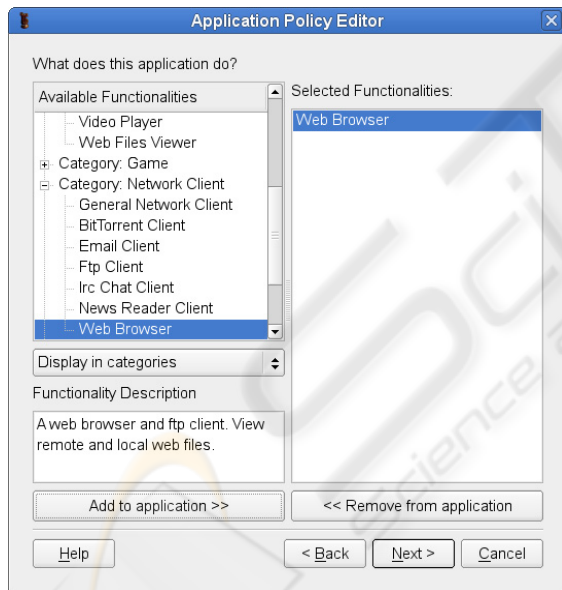 Application Policy Editor
What does this application do?
Available Functionalities
Video Player
Web Files Viewer
Category: Game
Category: Network Client
General Network Client
BitTorrent Client
Email Client
Ftp Client
Irc Chat Client
News Reader Client
Web Browser
Display in categories
Functionality Description
A web browser and ftp client. View
remote and local web files.
Add to application >>
Selected Functionalities:
Web Browser
<< Remove from application
Help
< Back
Next >
Cancel